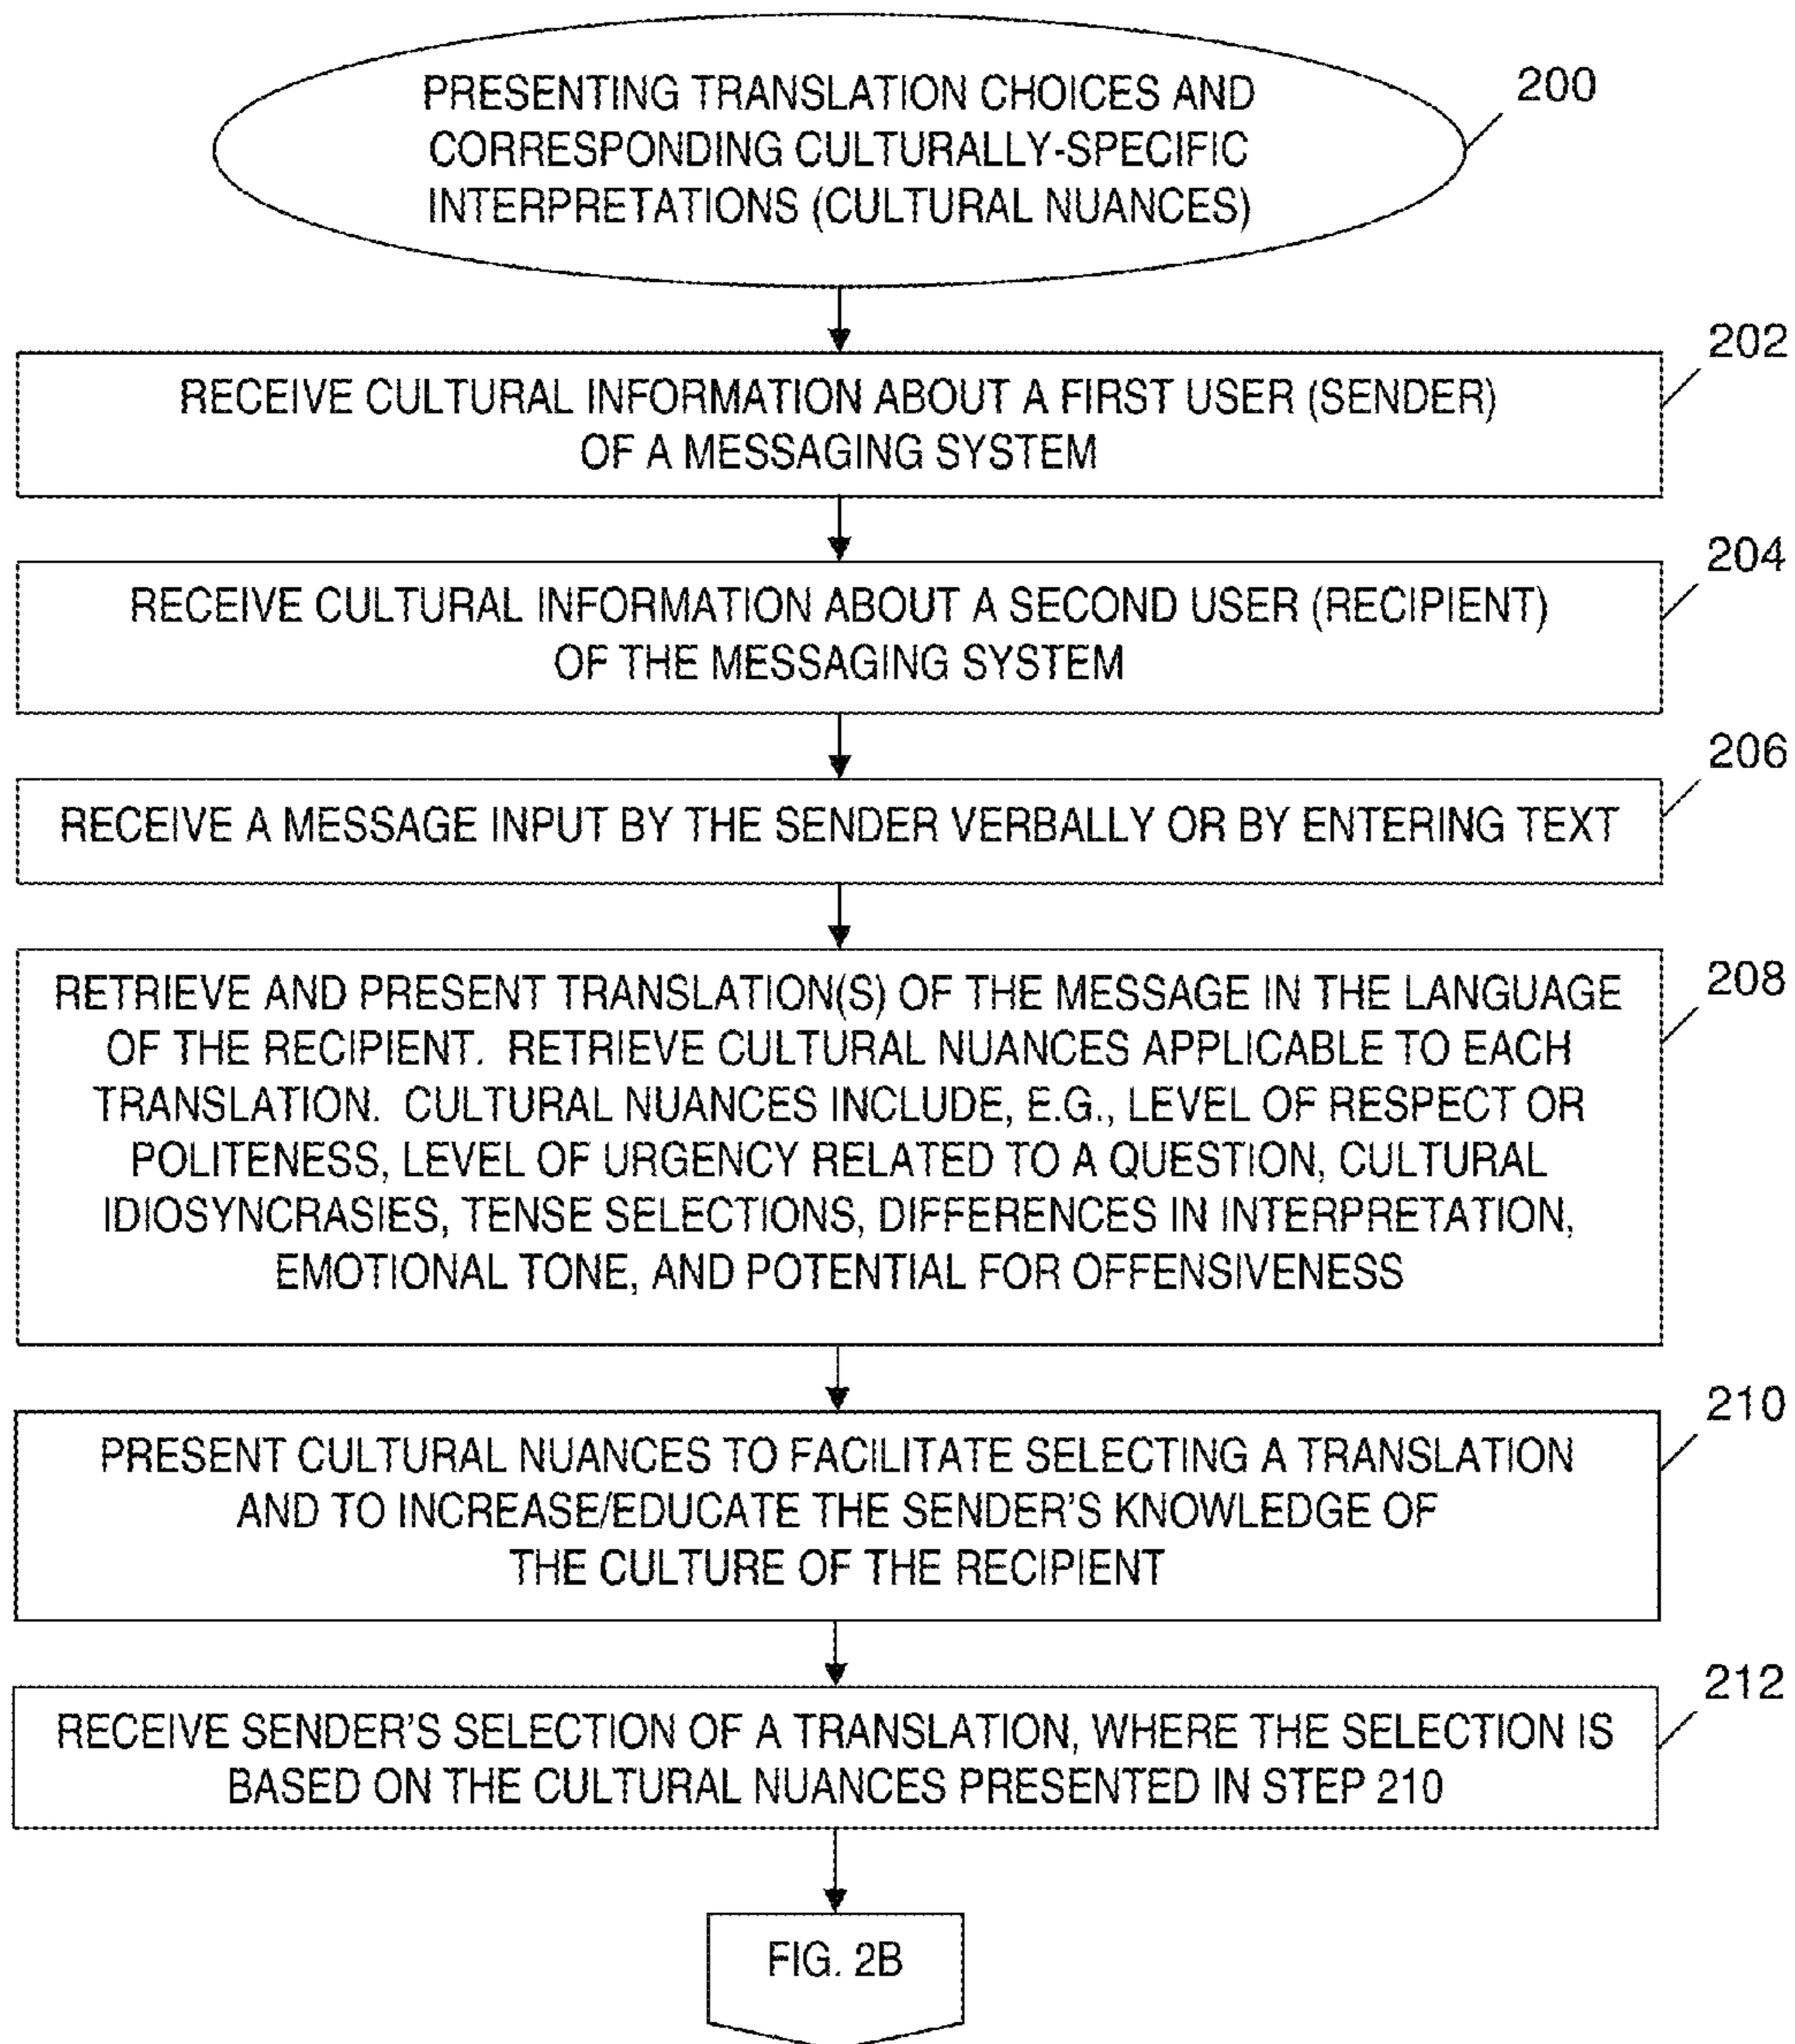 PRESENTING TRANSLATION CHOICES AND
CORRESPONDING CULTURALLY-SPECIFIC
INTERPRETATIONS (CULTURAL NUANCES)
200
202
RECEIVE CULTURAL INFORMATION ABOUT A FIRST USER (SENDER)
OF A MESSAGING SYSTEM
204
RECEIVE CULTURAL INFORMATION ABOUT A SECOND USER (RECIPIENT)
OF THE MESSAGING SYSTEM
206
RECEIVE A MESSAGE INPUT BY THE SENDER VERBALLY OR BY ENTERING TEXT
208
RETRIEVE AND PRESENT TRANSLATION(S) OF THE MESSAGE IN THE LANGUAGE
OF THE RECIPIENT. RETRIEVE CULTURAL NUANCES APPLICABLE TO EACH
TRANSLATION. CULTURAL NUANCES INCLUDE, E.G., LEVEL OF RESPECT OR
POLITENESS, LEVEL OF URGENCY RELATED TO A QUESTION, CULTURAL
IDIOSYNCRASIES, TENSE SELECTIONS, DIFFERENCES IN INTERPRETATION,
EMOTIONAL TONE, AND POTENTIAL FOR OFFENSIVENESS
210
PRESENT CULTURAL NUANCES TO FACILITATE SELECTING A TRANSLATION
AND TO INCREASE/EDUCATE THE SENDER'S KNOWLEDGE OF
THE CULTURE OF THE RECIPIENT
212
RECEIVE SENDER'S SELECTION OF A TRANSLATION, WHERE THE SELECTION IS
BASED ON THE CULTURAL NUANCES PRESENTED IN STEP 210
FIG. 2B